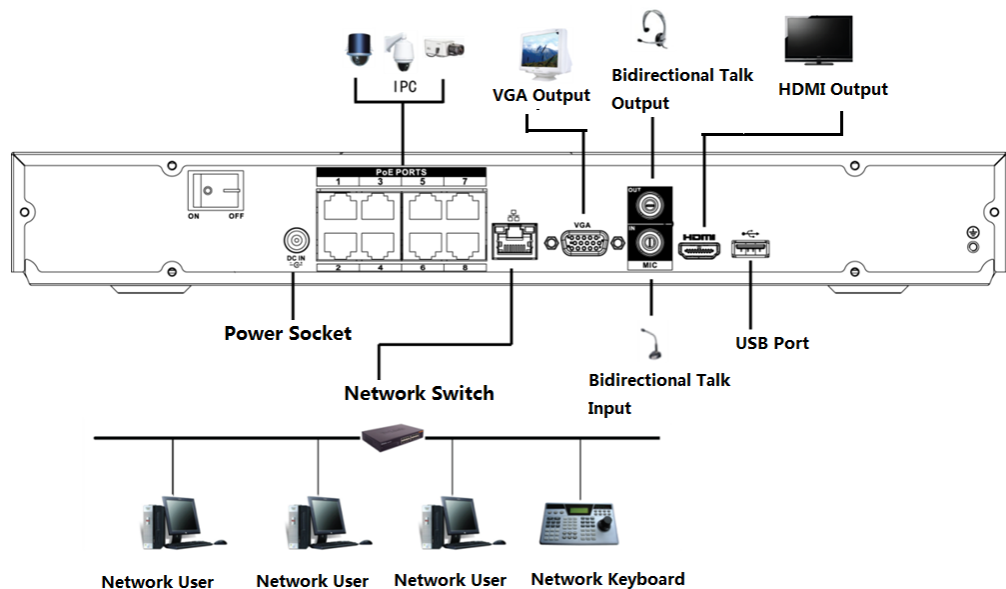 IPC
VGA Output
Bidirectional Talk
Output
HDMI Output
PoE PORTS
1 3 5 7
ON OFF
DC IN
2 4 6 8
VGA
OUT
IN
MIC
HDMI
Power Socket
Network Switch
Bidirectional Talk
Input
USB Port
Network User
Network User
Network User
Network Keyboard